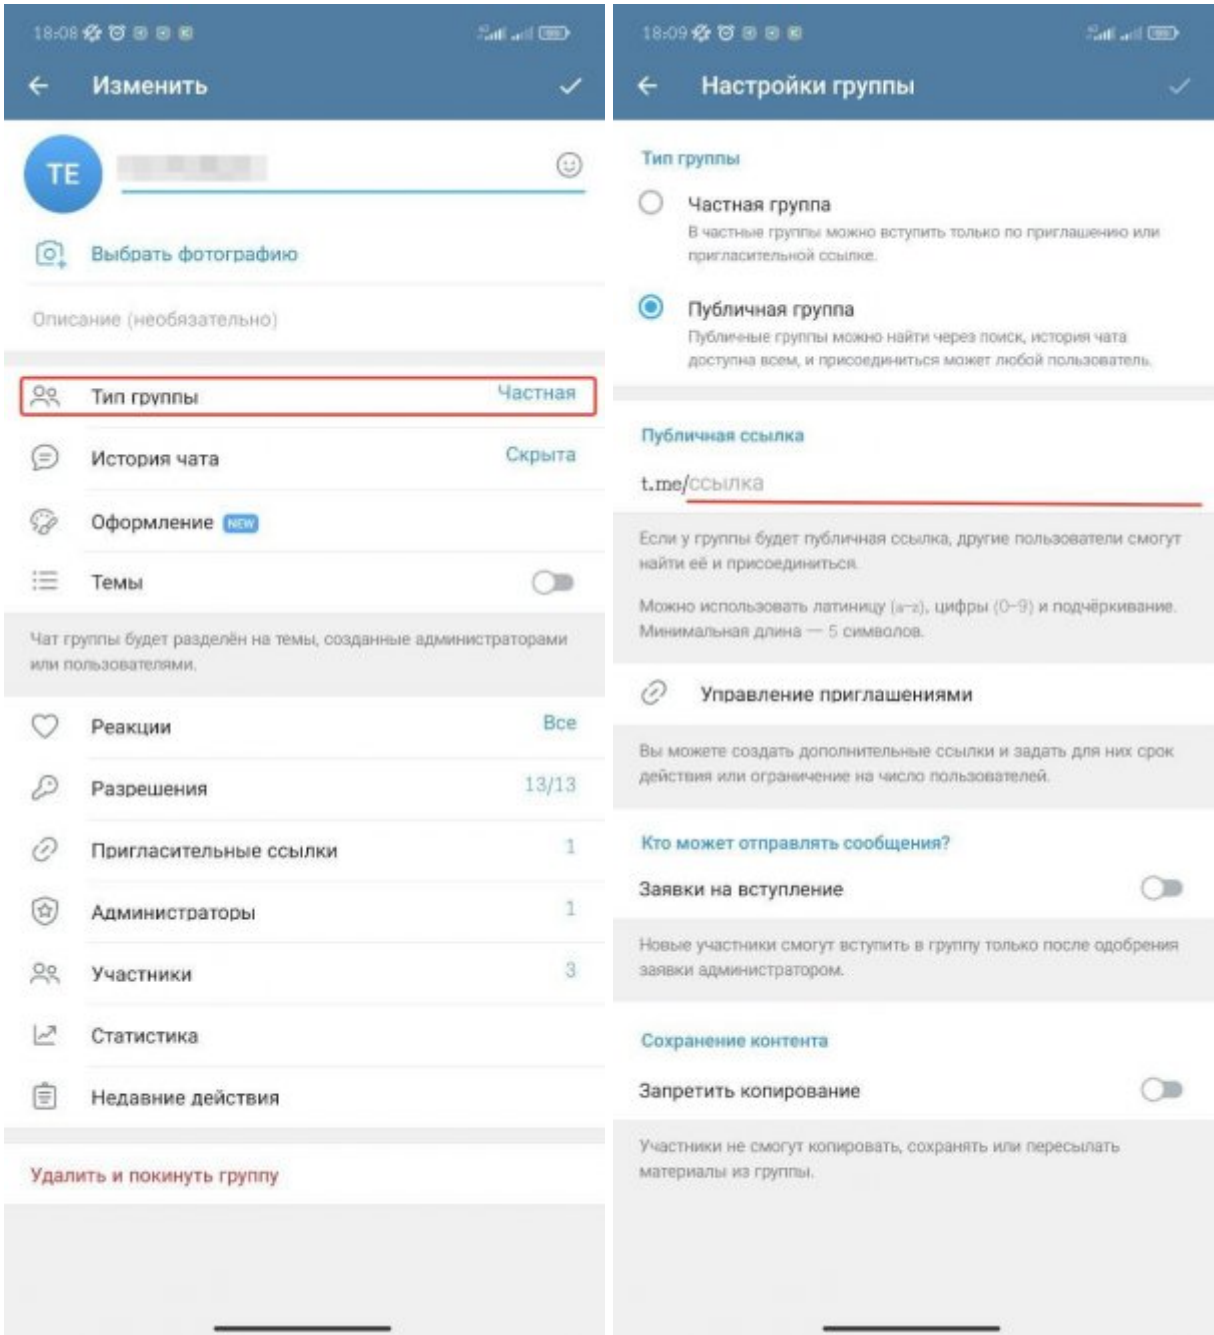 18:08
Изменить
TE
Выбрать фотографию
Описание (необязательно)
Тип группы Частная
История чата Скрыта
Оформление NEW
Темы
Чат группы будет разделён на темы, созданные администраторами
или пользователями.
Реакции Все
Разрешения 13/13
Пригласительные ссылки 1
Администраторы 1
Участники 3
Статистика
Недавние действия
Удалить и покинуть группу
18:09
Настройки группы
Тип группы
Частная группа
В частные группы можно вступить только по приглашению или
пригласительной ссылке.
Публичная группа
Публичные группы можно найти через поиск, история чата
доступна всем, и присоединиться может любой пользователь.
Публичная ссылка
t.me/ссылка
Если у группы будет публичная ссылка, другие пользователи смогут
найти её и присоединиться.
Можно использовать латиницу (a–z), цифры (0–9) и подчёркивание.
Минимальная длина — 5 символов.
Управление приглашениями
Вы можете создать дополнительные ссылки и задать для них срок
действия или ограничение на число пользователей.
Кто может отправлять сообщения?
Заявки на вступление
Новые участники смогут вступить в группу только после одобрения
заявки администратором.
Сохранение контента
Запретить копирование
Участники не смогут копировать, сохранять или пересылать
материалы из группы.